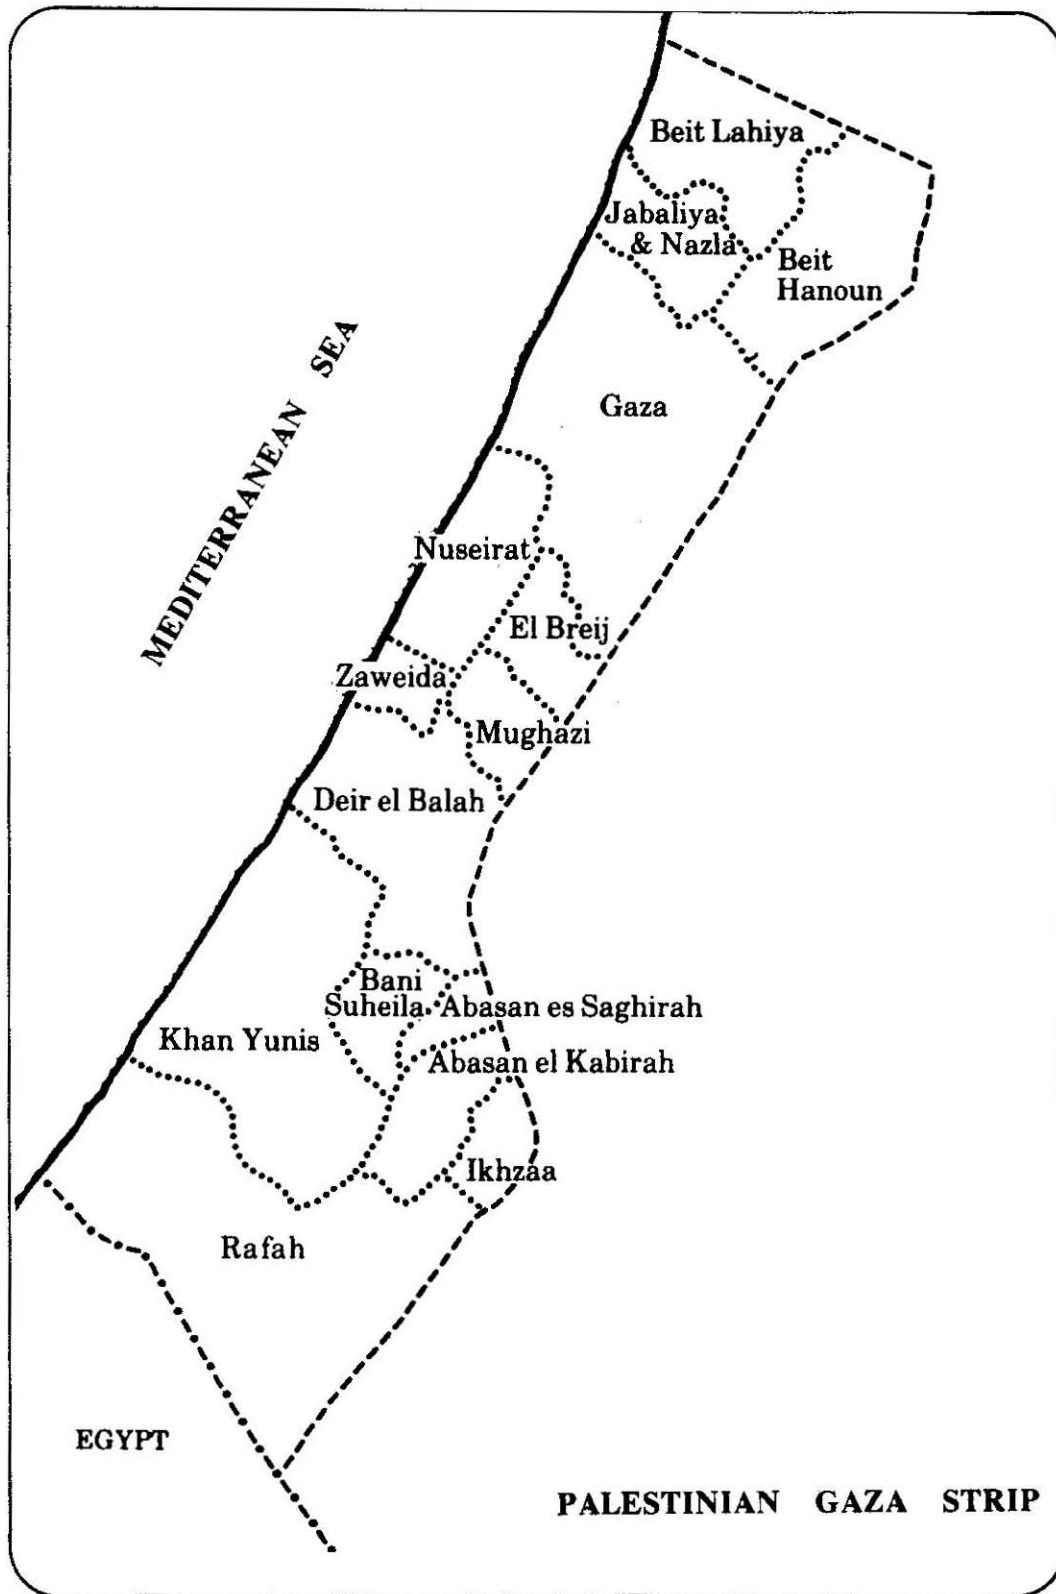 Beit Lahiya
Jabaliya
& Nazla
Beit
Hanoun
MEDITERRANEAN SEA
Gaza
Nuseirat
El Breij
Zaweida
Mughazi
Deir el Balah
Bani
Suheila
Abasan es Saghirah
Khan Yunis
Abasan el Kabirah
Ikhzaa
Rafah
EGYPT
PALESTINIAN GAZA STRIP